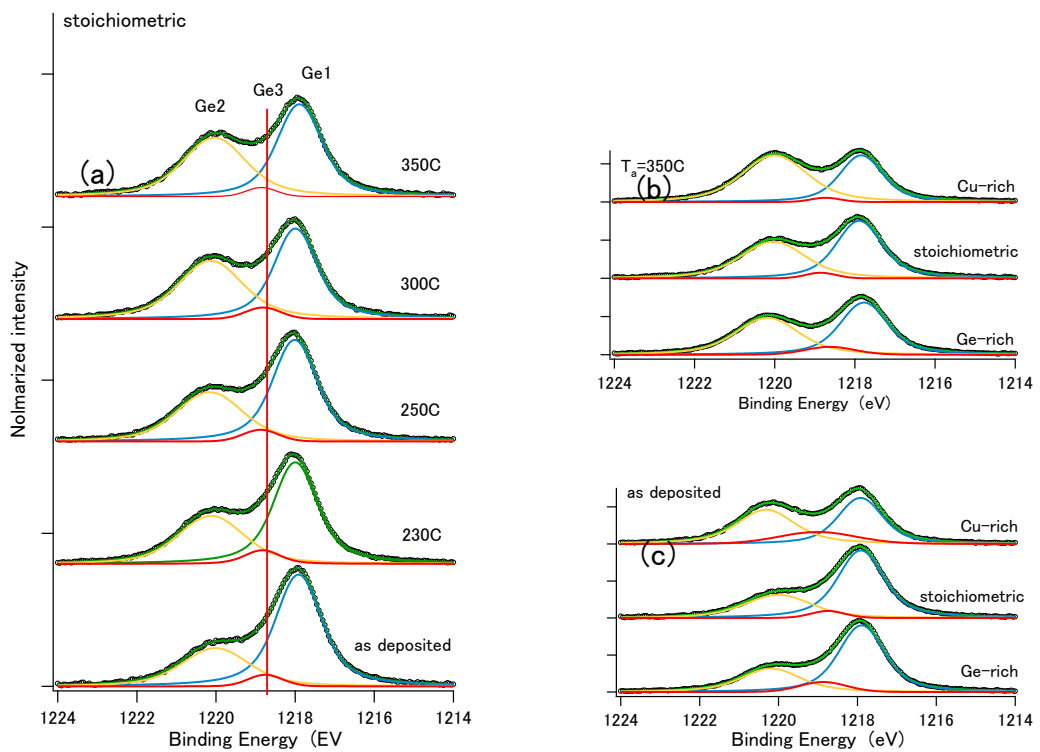 stoichiometric
Ge1
Ge3
Ge2
(a)
350C
300C
250C
230C
as deposited
Nolmarized intensity
1224 1222 1220 1218 1216 1214
Binding Energy (EV
T_a=350C
(b)
Cu-rich
stoichiometric
Ge-rich
1224 1222 1220 1218 1216 1214
Binding Energy (eV)
as deposited
(c)
Cu-rich
stoichiometric
Ge-rich
1224 1222 1220 1218 1216 1214
Binding Energy (eV)